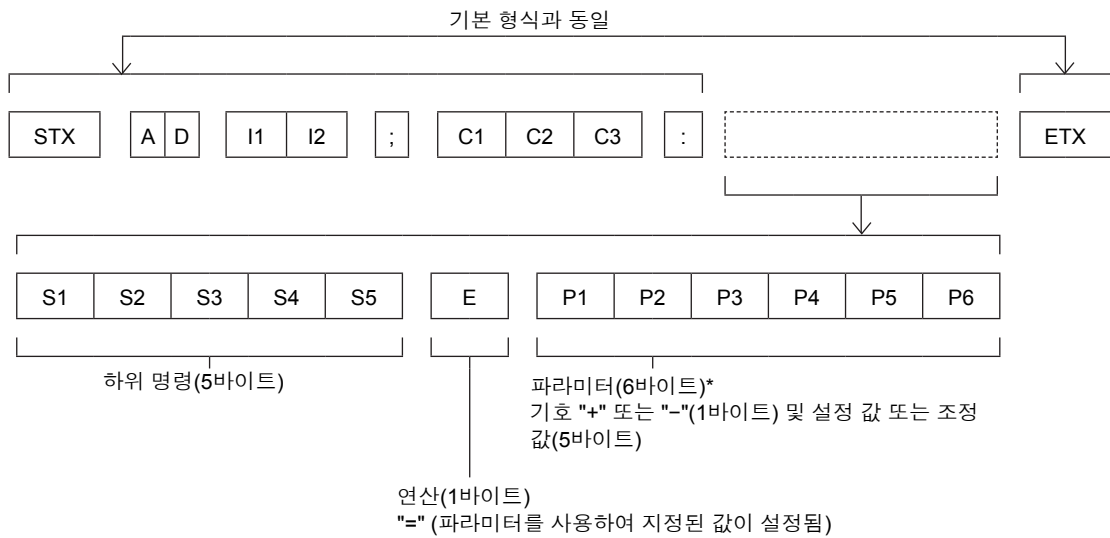 기본 형식과 동일
STX A D I1 I2 ; C1 C2 C3 : ETX
S1 S2 S3 S4 S5 E P1 P2 P3 P4 P5 P6
하위 명령(5바이트)
파라미터(6바이트)*
기호 "+" 또는 "−"(1바이트) 및 설정 값 또는 조정
값(5바이트)
연산(1바이트)
"=" (파라미터를 사용하여 지정된 값이 설정됨)